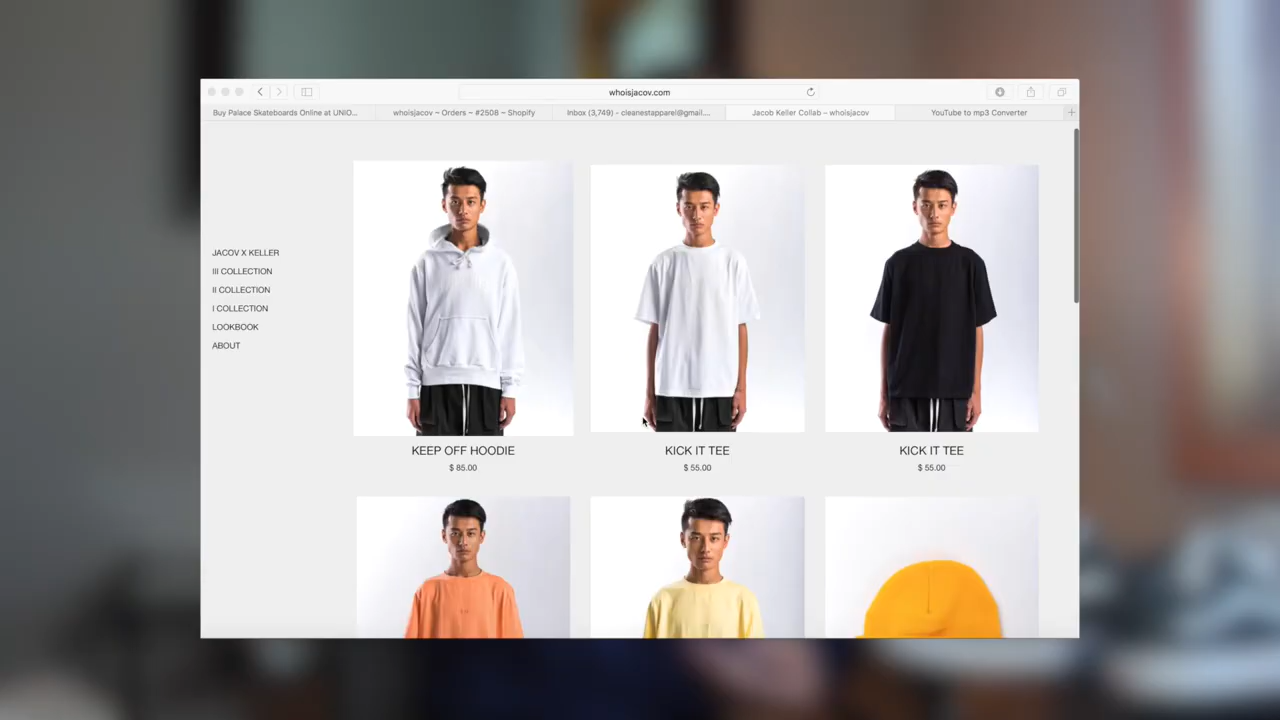 whoisjacov.com
Buy Palace Skateboards Online at UNIO...
whoisjacov ~ Orders ~ #2508 ~ Shopify
Inbox (3,749) - cleanestapparel@gmail....
Jacob Keller Collab – whoisjacov
YouTube to mp3 Converter
JACOV X KELLER
III COLLECTION
II COLLECTION
I COLLECTION
LOOKBOOK
ABOUT
KEEP OFF HOODIE
$ 85.00
KICK IT TEE
$ 55.00
KICK IT TEE
$ 55.00